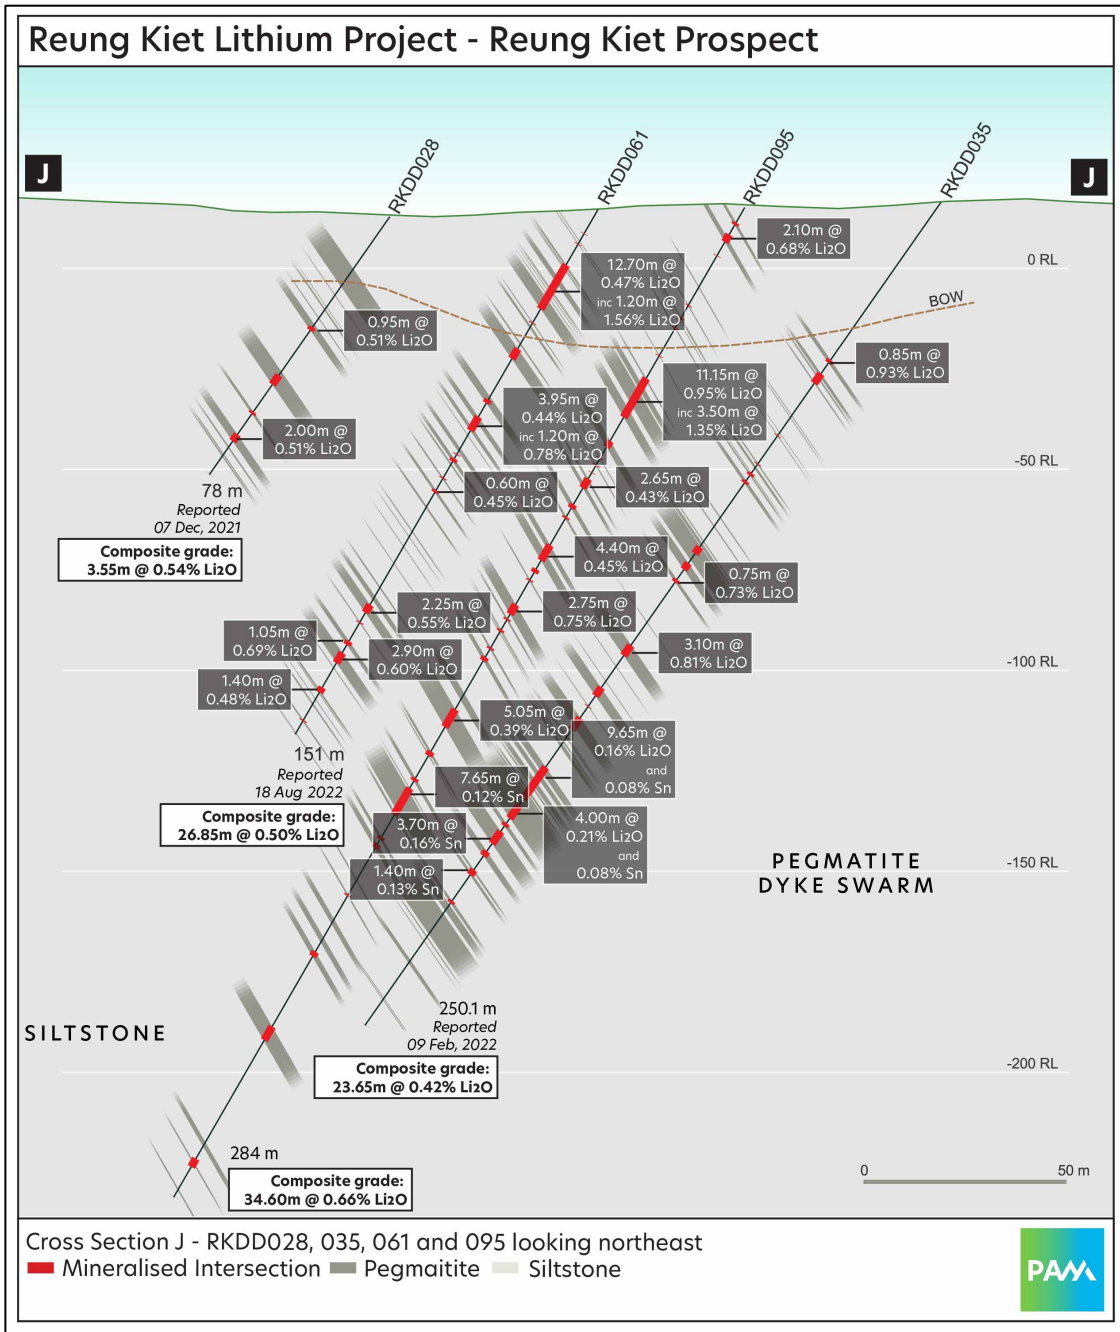 Reung Kiet Lithium Project - Reung Kiet Prospect
J
RKDD028
RKDD061
RKDD095
RKDD035
J
2.10m @
0.68% Li2O
0 RL
12.70m @
0.47% Li2O
inc 1.20m @
1.56% Li2O
BOW
0.95m @
0.51% Li2O
0.85m @
0.93% Li2O
11.15m @
0.95% Li2O
inc 3.50m @
1.35% Li2O
3.95m @
0.44% Li2O
inc 1.20m @
0.78% Li2O
2.00m @
0.51% Li2O
-50 RL
0.60m @
0.45% Li2O
2.65m @
0.43% Li2O
78 m
Reported
07 Dec, 2021
Composite grade:
3.55m @ 0.54% Li2O
4.40m @
0.45% Li2O
0.75m @
0.73% Li2O
2.25m @
0.55% Li2O
2.75m @
0.75% Li2O
1.05m @
0.69% Li2O
2.90m @
0.60% Li2O
3.10m @
0.81% Li2O
-100 RL
1.40m @
0.48% Li2O
5.05m @
0.39% Li2O
9.65m @
0.16% Li2O
and
0.08% Sn
151 m
Reported
18 Aug 2022
Composite grade:
26.85m @ 0.50% Li2O
7.65m @
0.12% Sn
3.70m @
0.16% Sn
4.00m @
0.21% Li2O
and
0.08% Sn
1.40m @
0.13% Sn
-150 RL
PEGMATITE
DYKE SWARM
SILTSTONE
250.1 m
Reported
09 Feb, 2022
Composite grade:
23.65m @ 0.42% Li2O
-200 RL
284 m
Composite grade:
34.60m @ 0.66% Li2O
0 50 m
Cross Section J - RKDD028, 035, 061 and 095 looking northeast
Mineralised Intersection Pegmaitite Siltstone
PAM